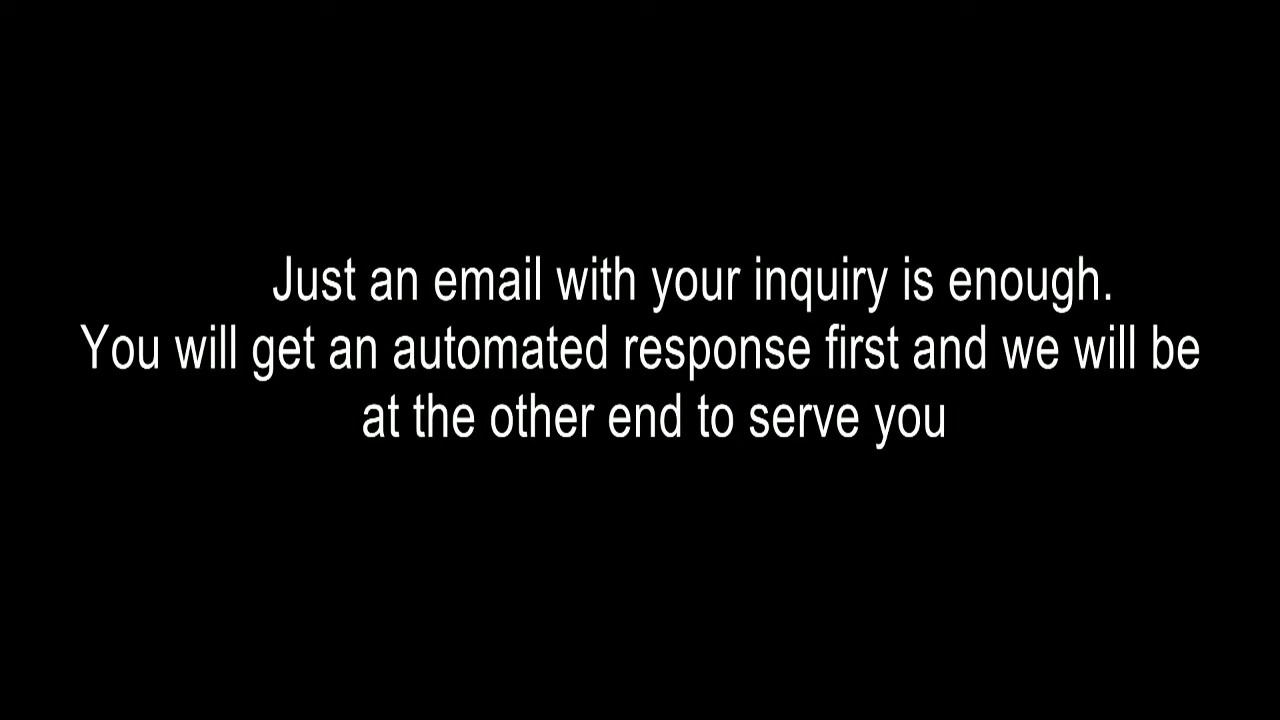 Just an email with your inquiry is enough.
You will get an automated response first and we will be
at the other end to serve you